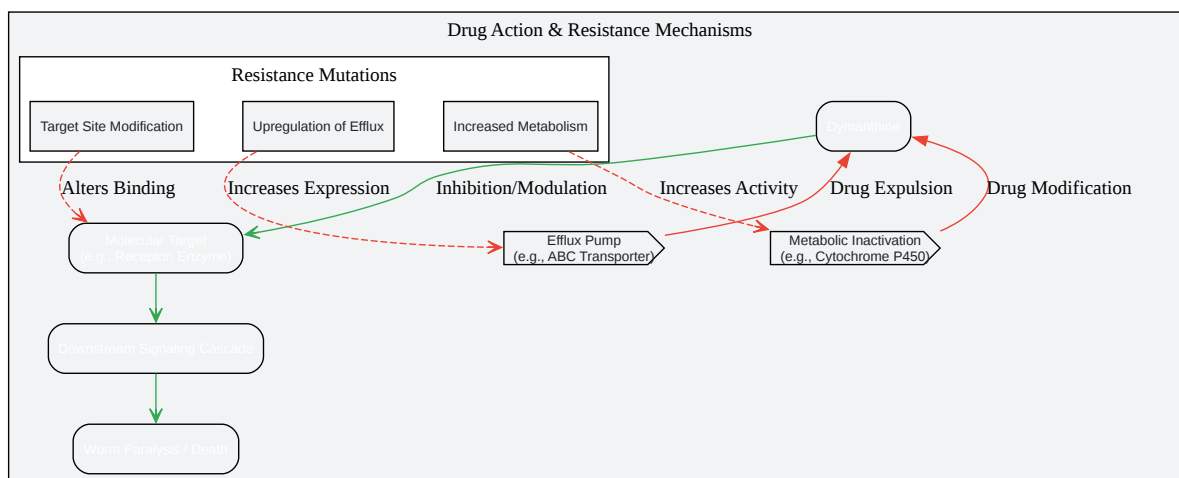 Drug Action & Resistance Mechanisms
Resistance Mutations
Target Site Modification
Upregulation of Efflux
Increased Metabolism
Dymanthine
Alters Binding
Increases Expression
Inhibition/Modulation
Increases Activity
Drug Expulsion
Drug Modification
Molecular Target
(e.g., Receptor, Enzyme)
Efflux Pump
(e.g., ABC Transporter)
Metabolic Inactivation
(e.g., Cytochrome P450)
Downstream Signaling Cascade
Worm Paralysis / Death